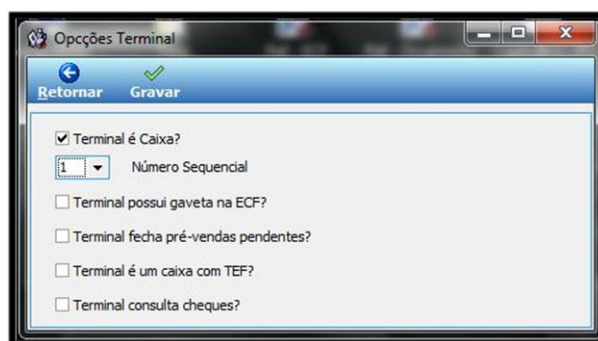 Opcções Terminal
Retornar Gravar
Terminal é Caixa?
1 Número Sequencial
Terminal possui gaveta na ECF?
Terminal fecha pré-vendas pendentes?
Terminal é um caixa com TEF?
Terminal consulta cheques?